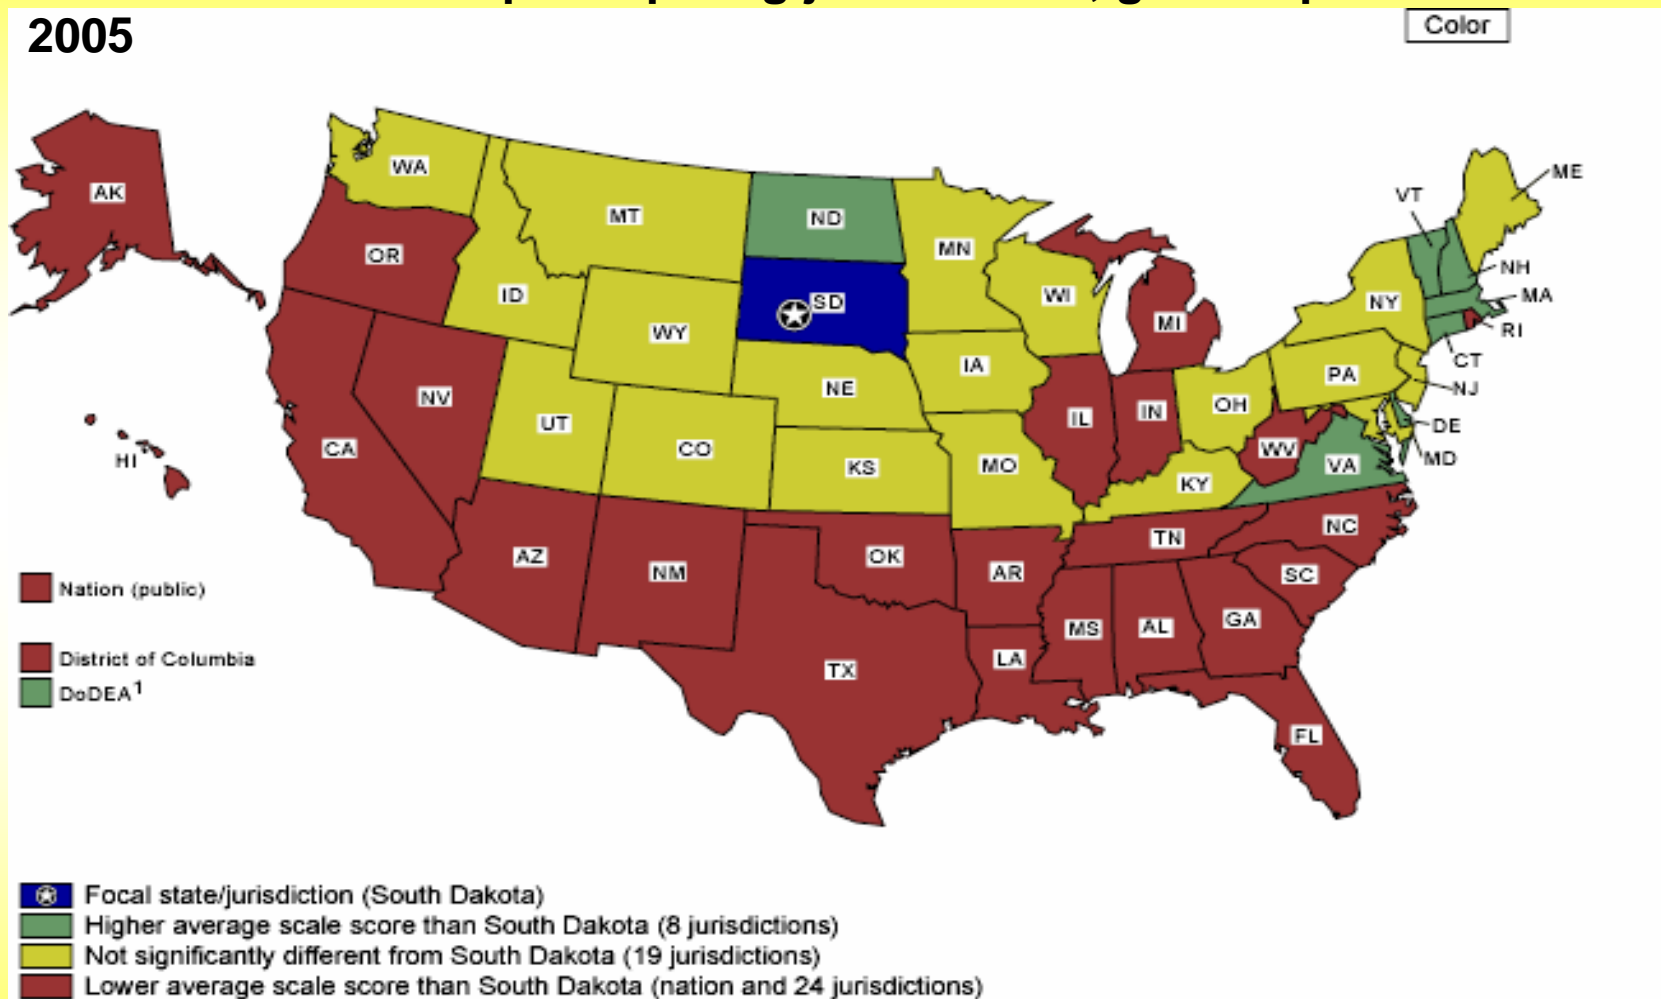 2005
Color
AK
WA
MT
ND
MN
OR
ID
WY
SD
WI
MI
VT
ME
NH
MA
RI
CT
NY
NJ
PA
DE
MD
NV
UT
CO
NE
IA
IL
IN
OH
WV
VA
HI
CA
KS
MO
KY
AZ
NM
OK
AR
TN
NC
SC
MS
AL
GA
TX
LA
FL
Nation (public)
District of Columbia
DoDEA1
Focal state/jurisdiction (South Dakota)
Higher average scale score than South Dakota (8 jurisdictions)
Not significantly different from South Dakota (19 jurisdictions)
Lower average scale score than South Dakota (nation and 24 jurisdictions)